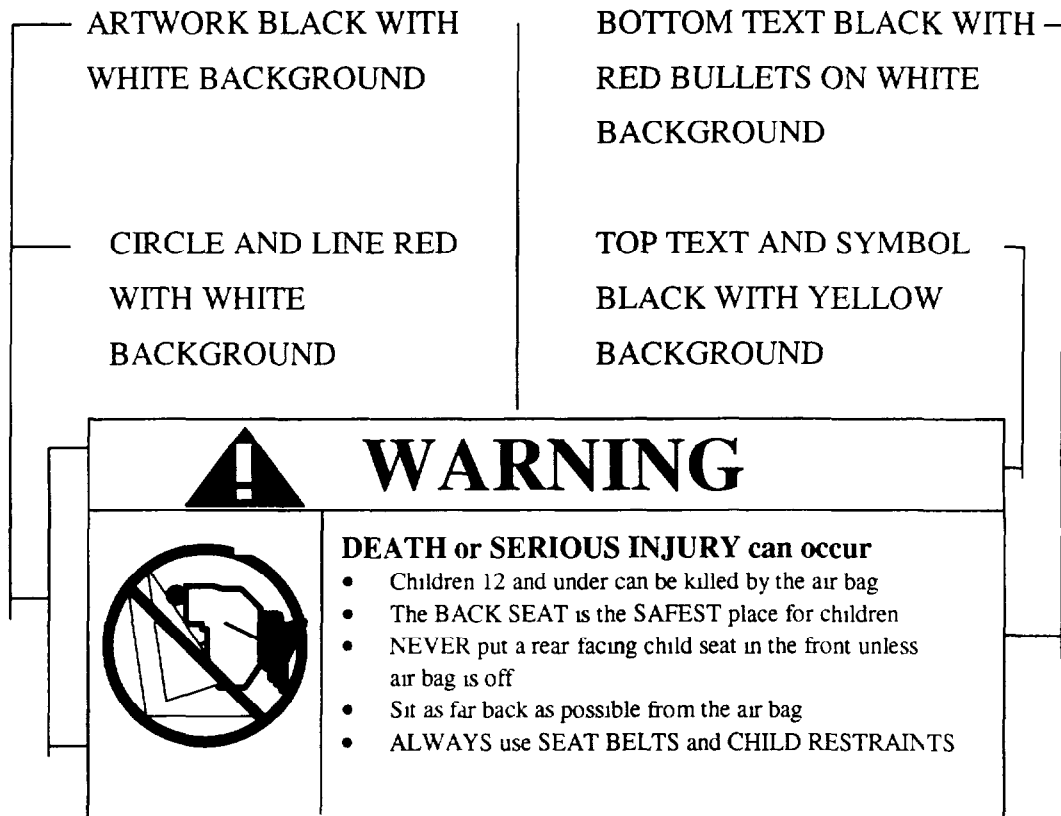 ARTWORK BLACK WITH
WHITE BACKGROUND
BOTTOM TEXT BLACK WITH
RED BULLETS ON WHITE
BACKGROUND
CIRCLE AND LINE RED
WITH WHITE
BACKGROUND
TOP TEXT AND SYMBOL
BLACK WITH YELLOW
BACKGROUND
! WARNING
DEATH or SERIOUS INJURY can occur
• Children 12 and under can be killed by the air bag
• The BACK SEAT is the SAFEST place for children
• NEVER put a rear facing child seat in the front unless
air bag is off
• Sit as far back as possible from the air bag
• ALWAYS use SEAT BELTS and CHILD RESTRAINTS